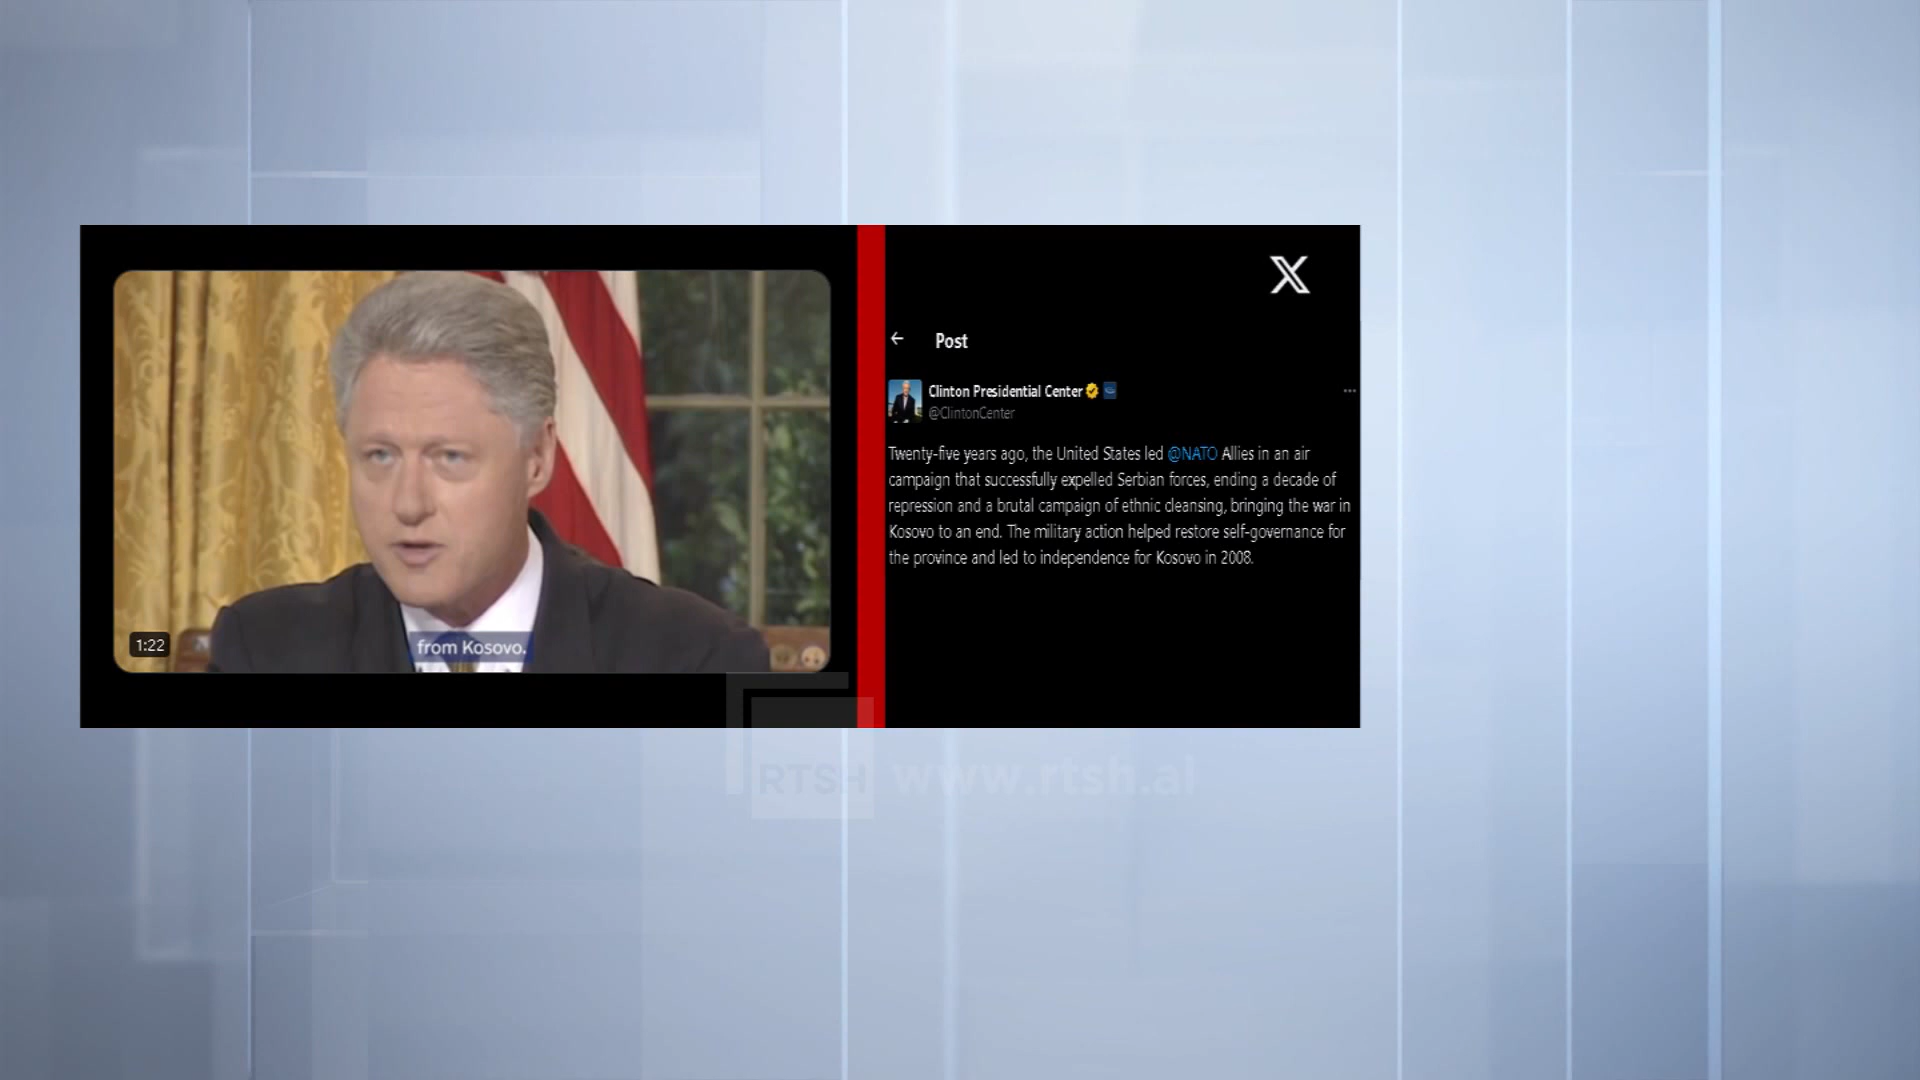 X
Post
Clinton Presidential Center
@ClintonCenter
Twenty-five years ago, the United States led @NATO Allies in an air
campaign that successfully expelled Serbian forces, ending a decade of
repression and a brutal campaign of ethnic cleansing, bringing the war in
Kosovo to an end. The military action helped restore self-governance for
the province and led to independence for Kosovo in 2008.
1:22
from Kosovo.
RTSH www.rtsh.al